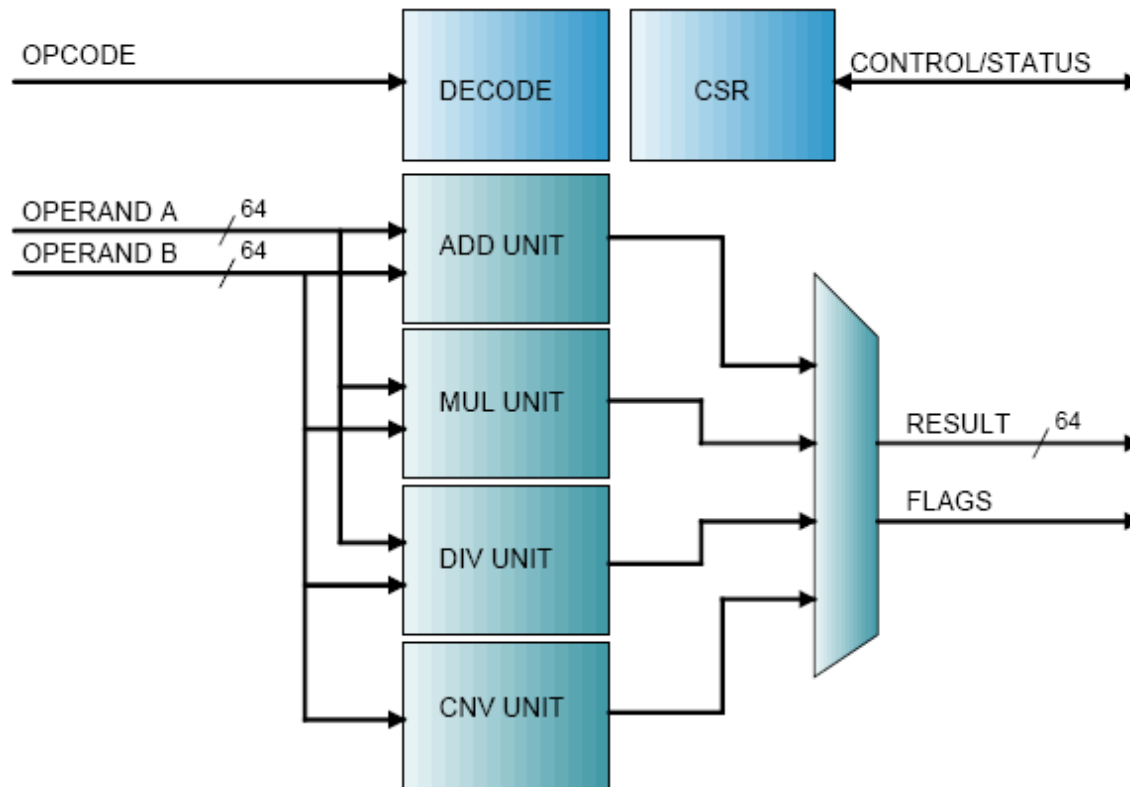 OPCODE
DECODE
CSR
CONTROL/STATUS
OPERAND A 64
OPERAND B 64
ADD UNIT
MUL UNIT
RESULT 64
FLAGS
DIV UNIT
CNV UNIT